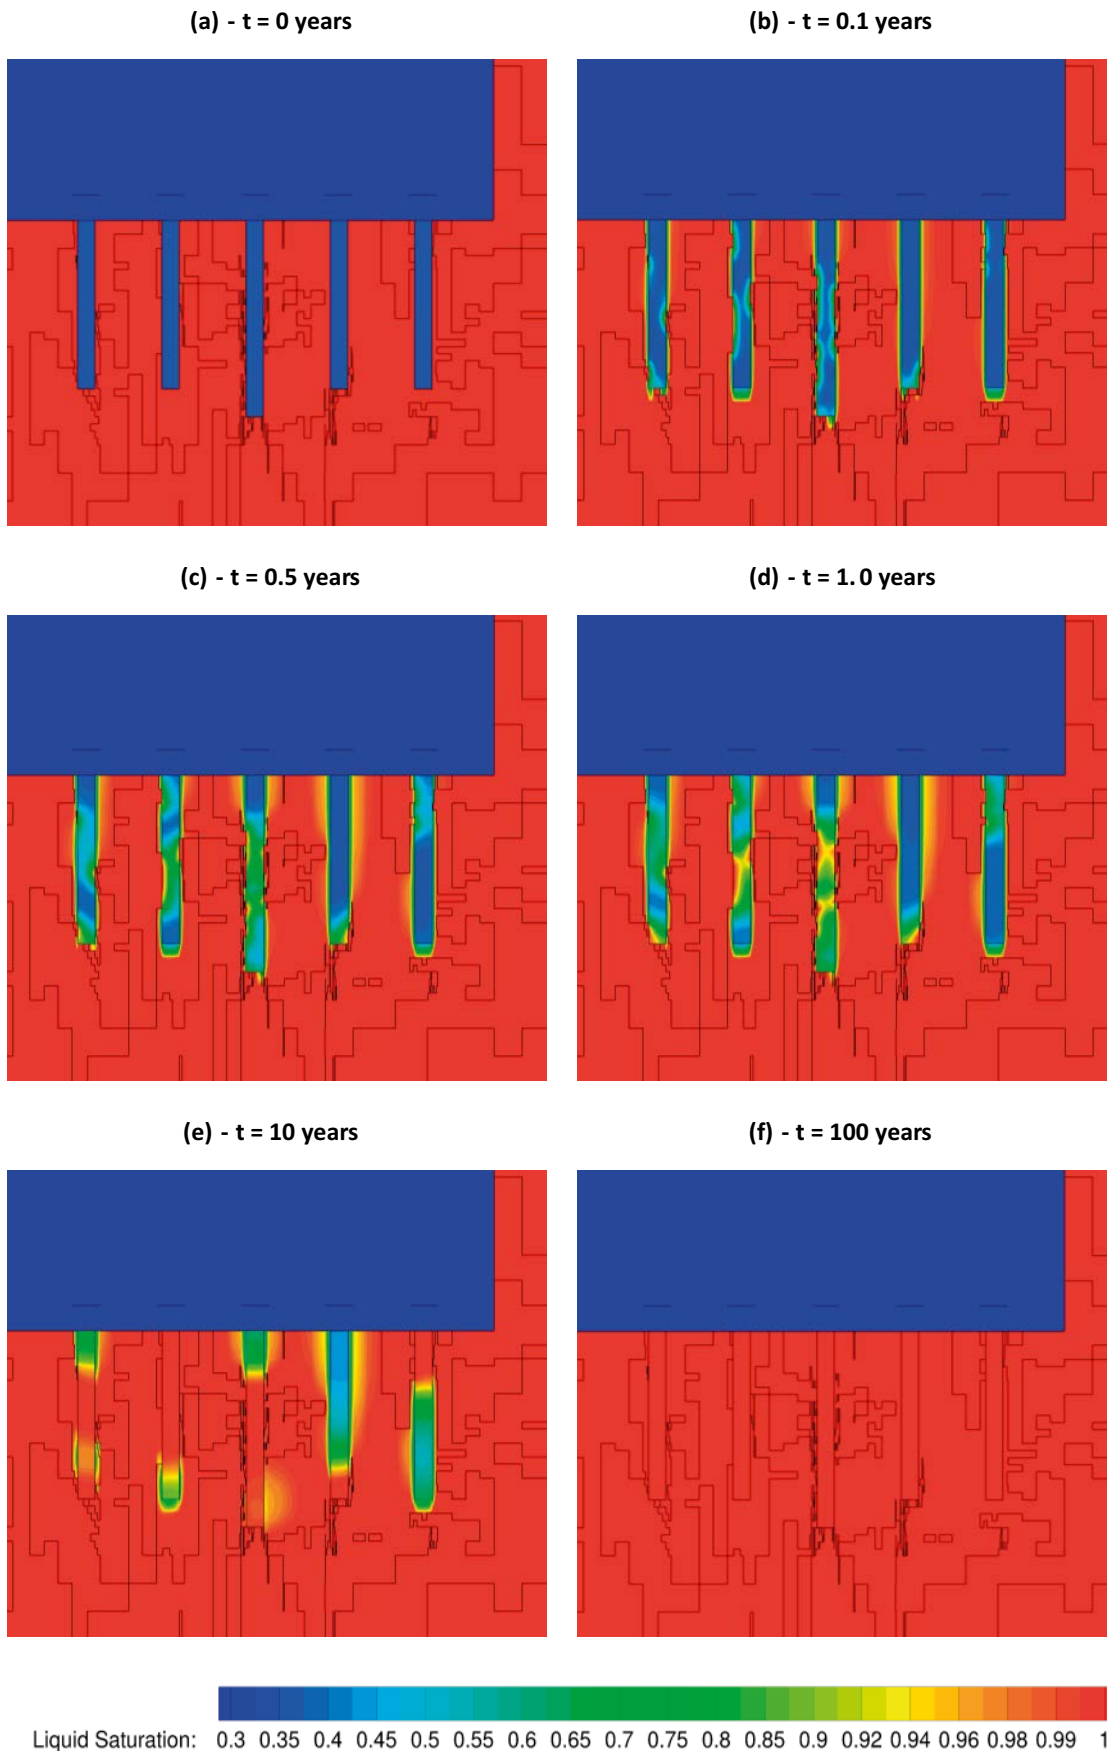 (a) - t = 0 years
(b) - t = 0.1 years
(c) - t = 0.5 years
(d) - t = 1.0 years
(e) - t = 10 years
(f) - t = 100 years
Liquid Saturation: 0.3 0.35 0.4 0.45 0.5 0.55 0.6 0.65 0.7 0.75 0.8 0.85 0.9 0.92 0.94 0.96 0.98 0.99 1